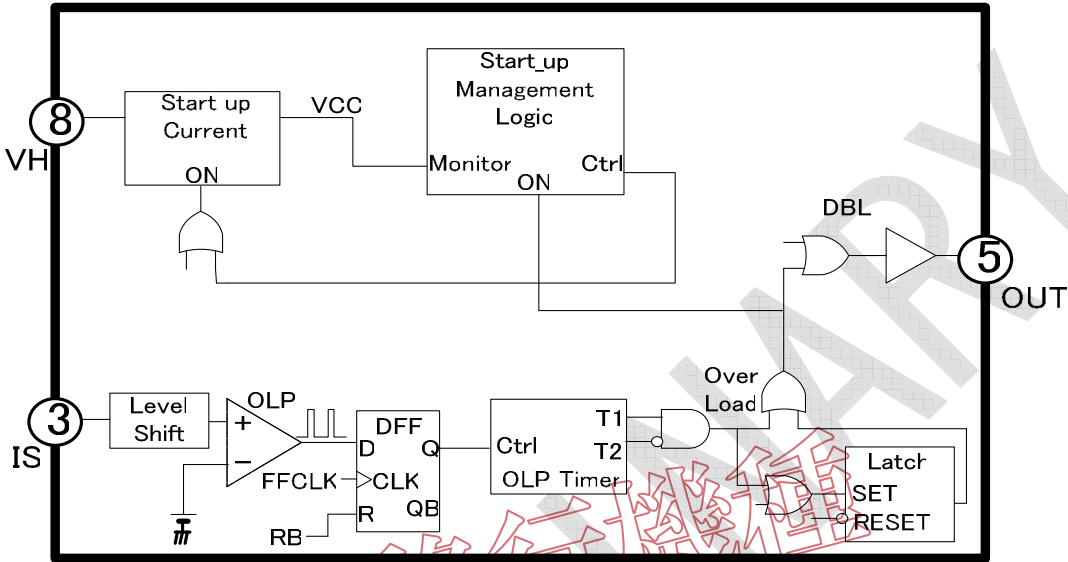 Start_up
Management
Logic
Start up
Current
VCC
8
VH
Monitor
Ctrl
ON
ON
DBL
5
OUT
Over
Load
OLP
Level
Shift
3
IS
+
−
DFF
D
Q
FFCLK
CLK
QB
R
RB
T1
Ctrl
T2
OLP Timer
Latch
SET
RESET